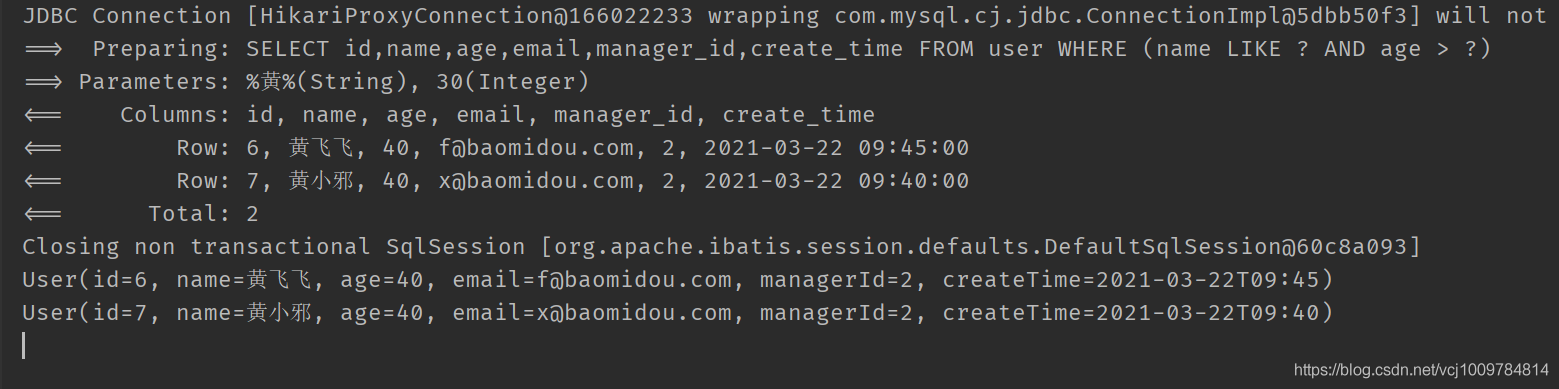 JDBC Connection [HikariProxyConnection@166022233 wrapping com.mysql.cj.jdbc.ConnectionImpl@5dbb50f3] will not
==>  Preparing: SELECT id,name,age,email,manager_id,create_time FROM user WHERE (name LIKE ? AND age > ?)
==> Parameters: %黄%(String), 30(Integer)
<==    Columns: id, name, age, email, manager_id, create_time
<==        Row: 6, 黄飞飞, 40, f@baomidou.com, 2, 2021-03-22 09:45:00
<==        Row: 7, 黄小邪, 40, x@baomidou.com, 2, 2021-03-22 09:40:00
<==      Total: 2
Closing non transactional SqlSession [org.apache.ibatis.session.defaults.DefaultSqlSession@60c8a093]
User(id=6, name=黄飞飞, age=40, email=f@baomidou.com, managerId=2, createTime=2021-03-22T09:45)
User(id=7, name=黄小邪, age=40, email=x@baomidou.com, managerId=2, createTime=2021-03-22T09:40)
https://blog.csdn.net/vcj1009784814